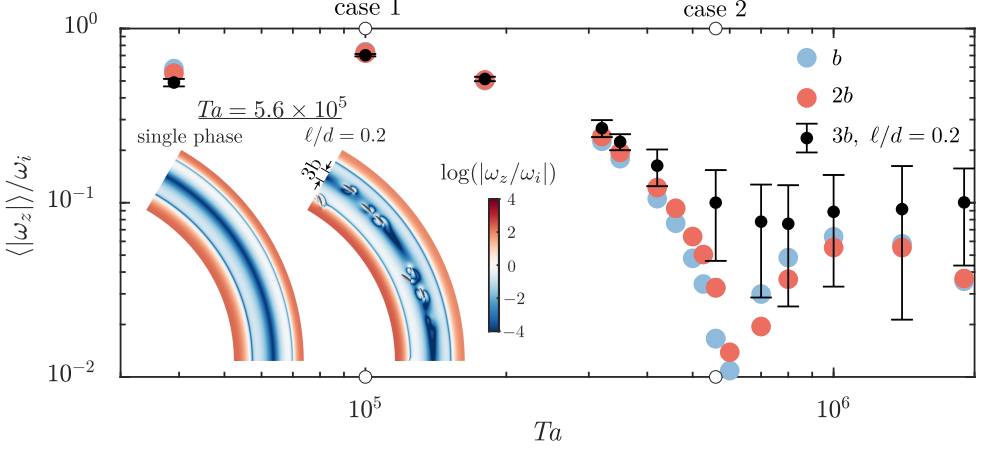 case 1
case 2
10^0
10^{-1}
10^{-2}
⟨|ω_z|⟩/ω_i
b
2b
3b, ℓ/d = 0.2
Ta = 5.6 × 10^5
single phase
ℓ/d = 0.2
3b
log(|ω_z/ω_i|)
4
2
0
−2
−4
10^5
10^6
Ta